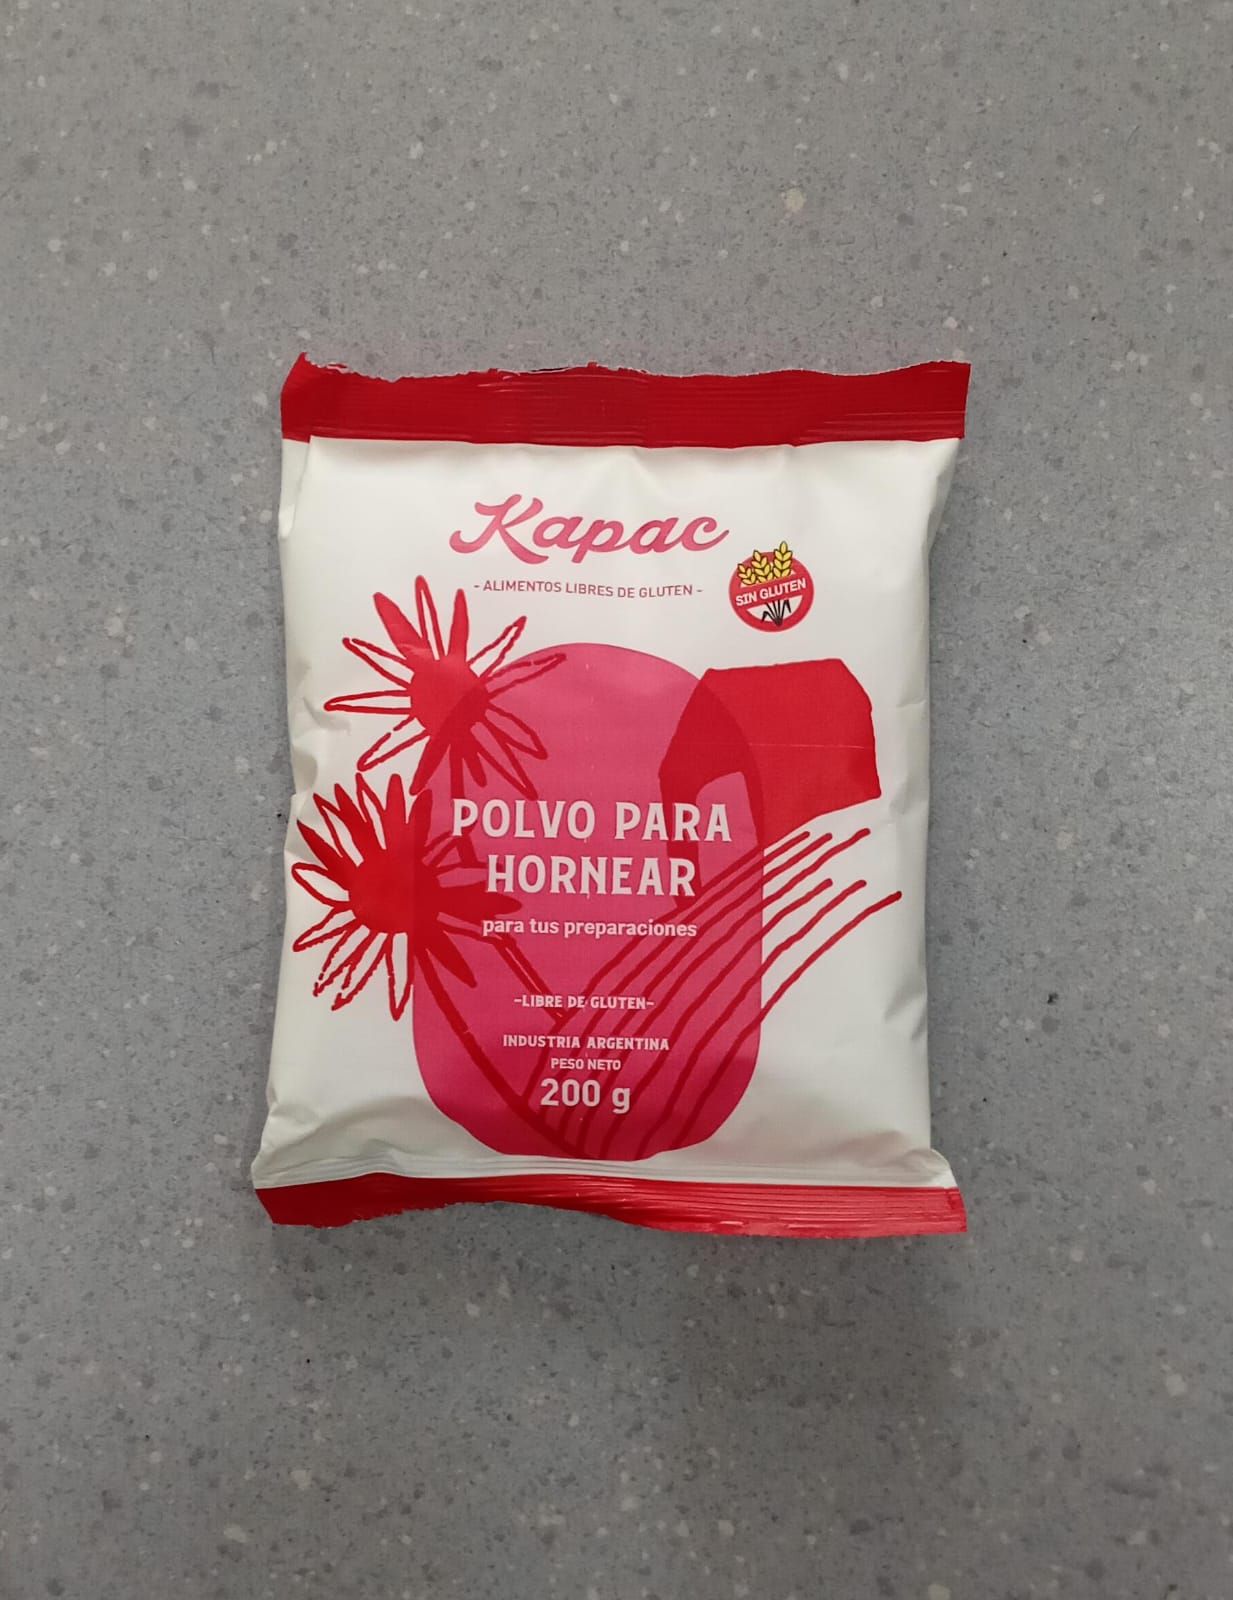 Kapac
- ALIMENTOS LIBRES DE GLUTEN -
SIN GLUTEN
POLVO PARA
HORNEAR
para tus preparaciones
-LIBRE DE GLUTEN-
INDUSTRIA ARGENTINA
PESO NETO
200 g